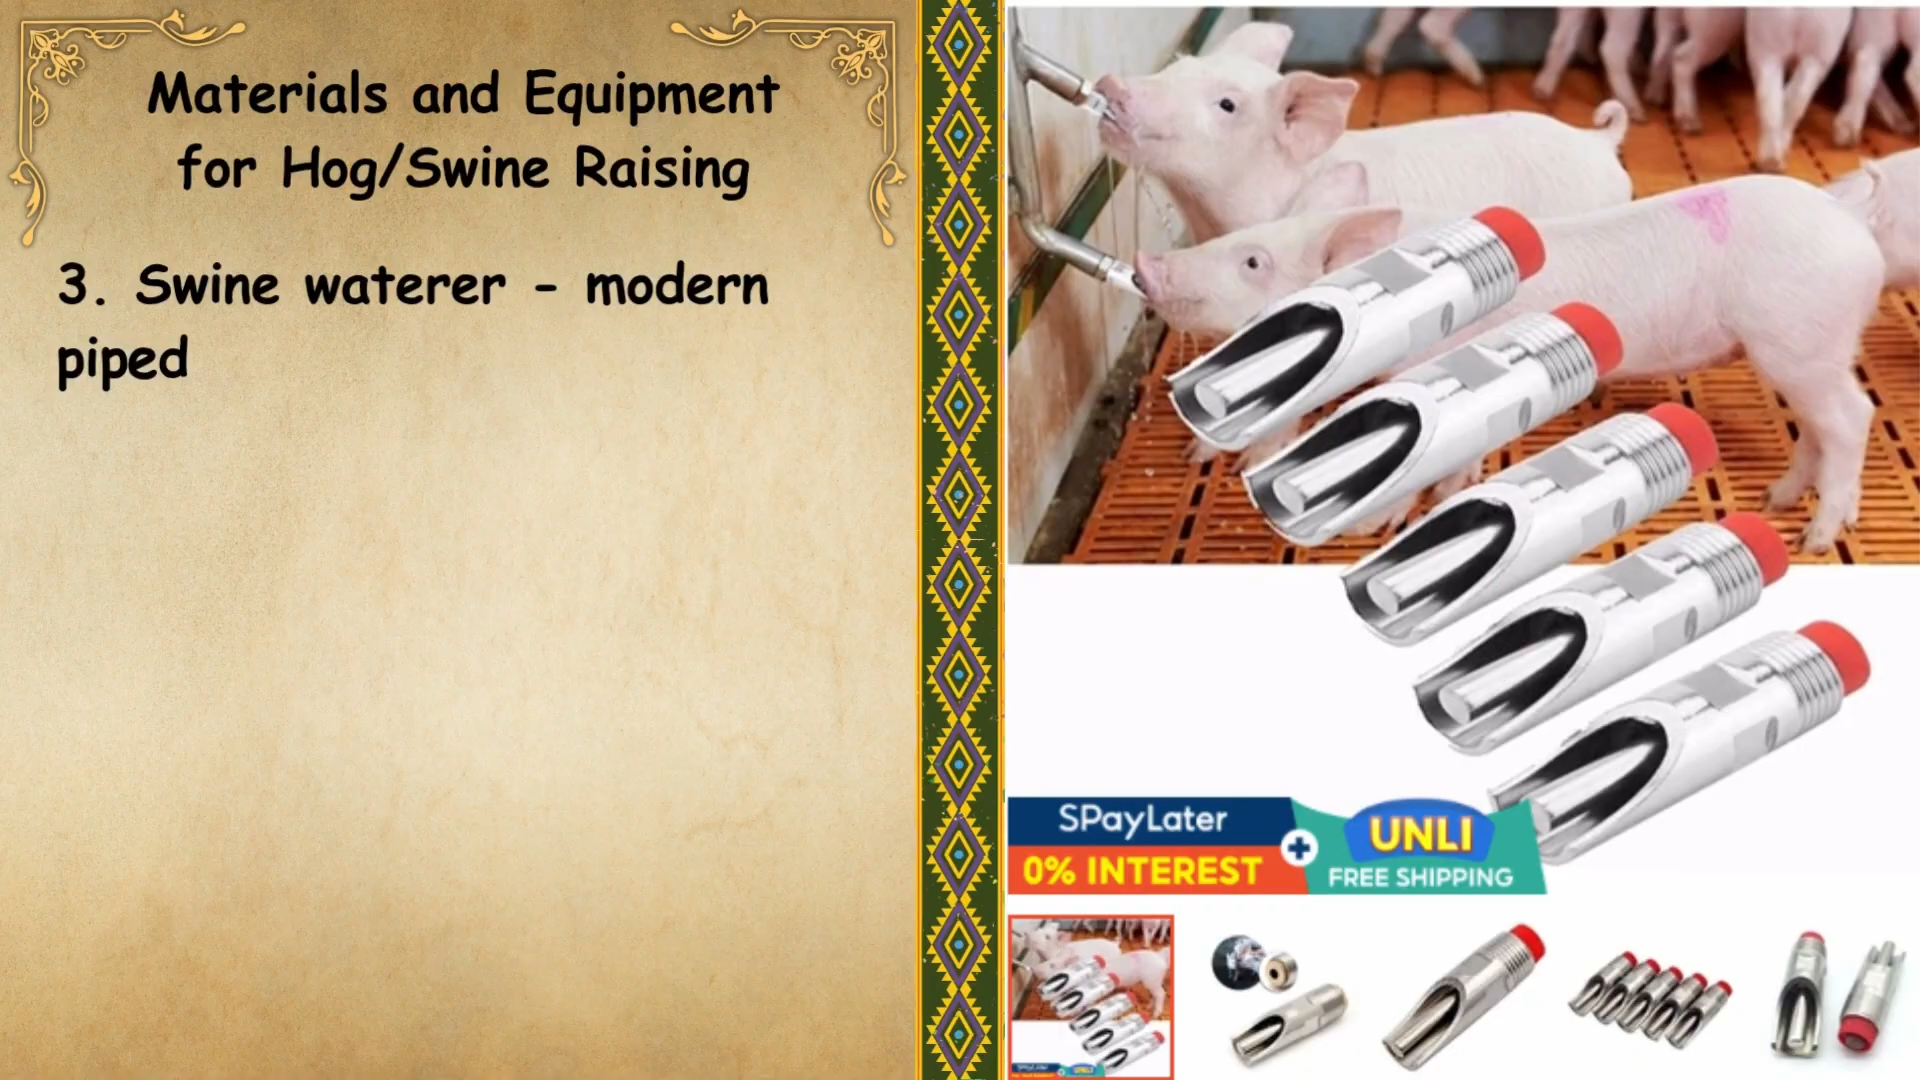 Materials and Equipment
for Hog/Swine Raising
3. Swine waterer - modern
piped
SPayLater
0% INTEREST
+
UNLI
FREE SHIPPING